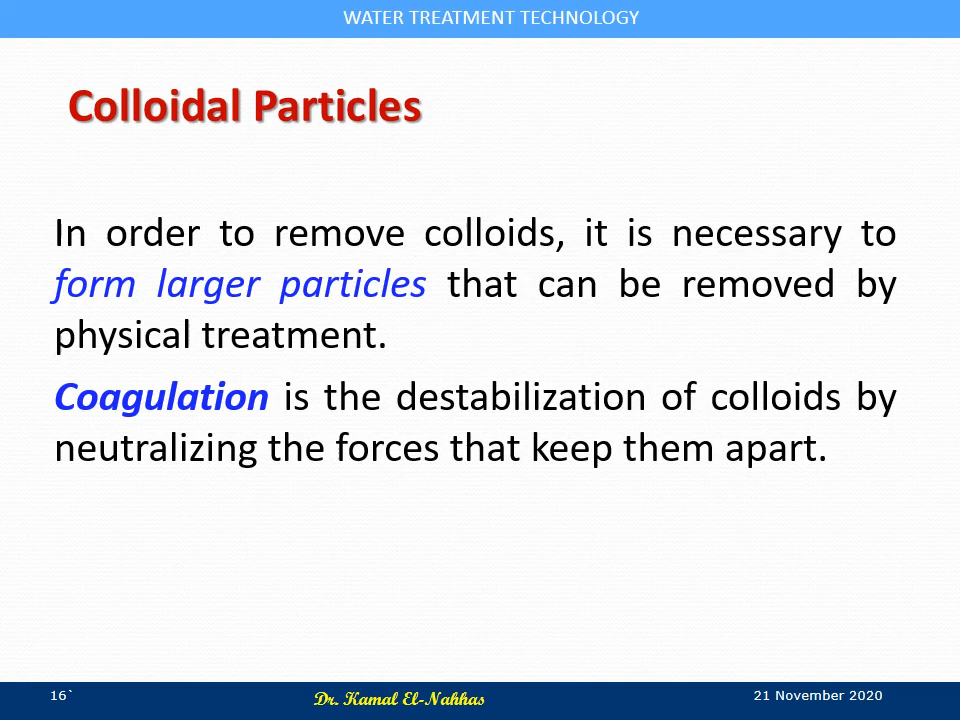 WATER TREATMENT TECHNOLOGY
Colloidal Particles
In order to remove colloids, it is necessary to
form larger particles that can be removed by
physical treatment.
Coagulation is the destabilization of colloids by
neutralizing the forces that keep them apart.
16`
Dr. Kamal El-Nahhas
21 November 2020